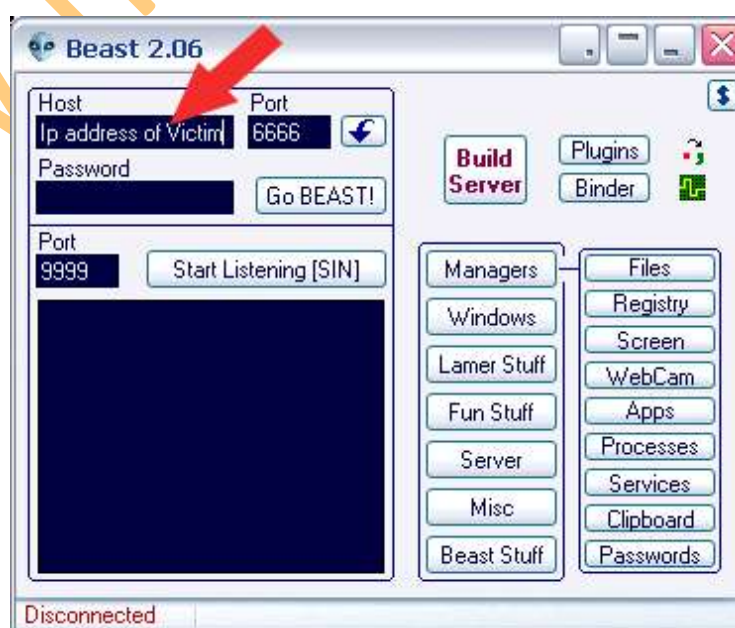 Beast 2.06
Host
Port
Ip address of Victim
6666
Password
Go BEAST!
Port
9999
Start Listening [SIN]
Build
Server
Plugins
Binder
$
Managers
Windows
Lamer Stuff
Fun Stuff
Server
Misc
Beast Stuff
Files
Registry
Screen
WebCam
Apps
Processes
Services
Clipboard
Passwords
Disconnected